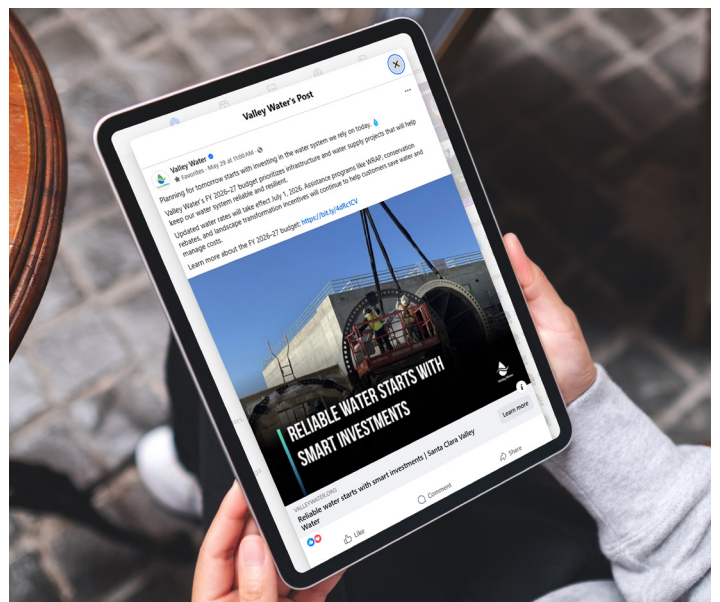 Valley Water's Post
Valley Water
Favorites · May 29 at 11:00 AM ·
Planning for tomorrow starts with investing in the water system we rely on today. 💧
Valley Water's FY 2026–27 budget prioritizes infrastructure and water supply projects that will help
keep our water system reliable and resilient.
Updated water rates will take effect July 1, 2026. Assistance programs like WRAP, conservation
rebates, and landscape transformation incentives will continue to help customers save water and
manage costs.
Learn more about the FY 2026–27 budget: https://bit.ly/4dRc1CV
RELIABLE WATER STARTS WITH
SMART INVESTMENTS
VALLEYWATER.ORG
Reliable water starts with smart investments | Santa Clara Valley
Water
Learn more
Like
Comment
Share